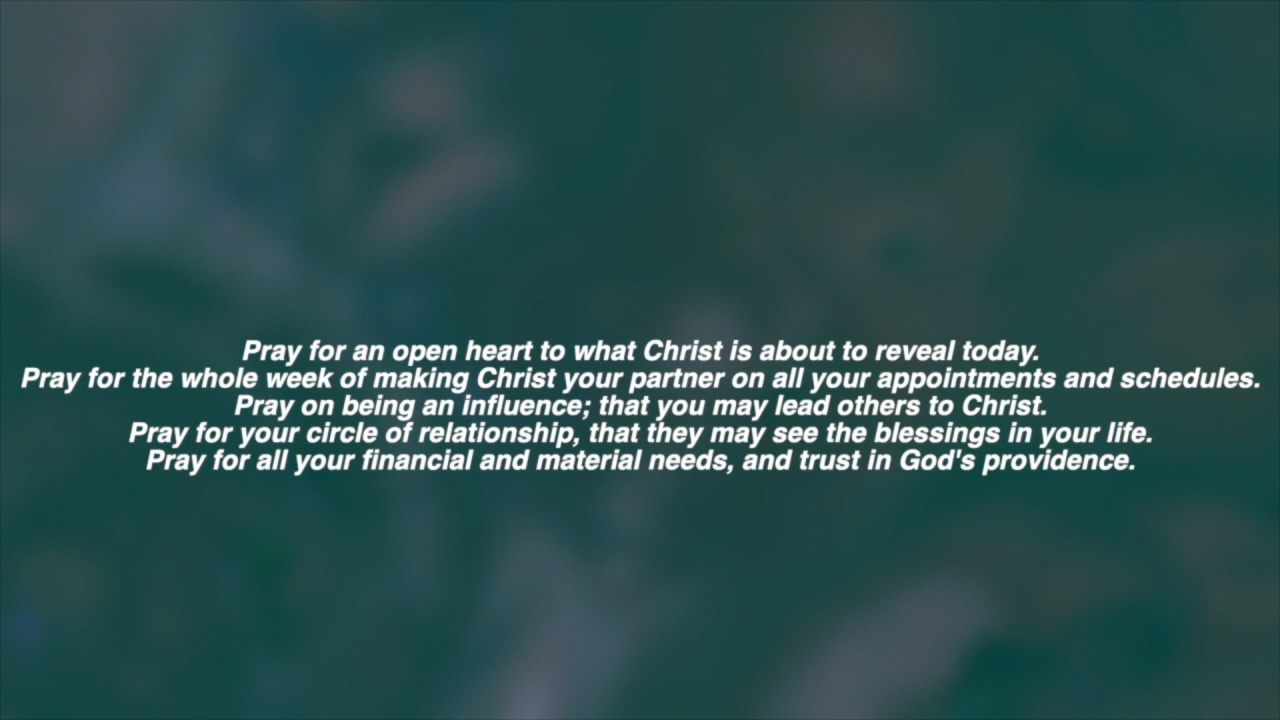 Pray for an open heart to what Christ is about to reveal today.
Pray for the whole week of making Christ your partner on all your appointments and schedules.
Pray on being an influence; that you may lead others to Christ.
Pray for your circle of relationship, that they may see the blessings in your life.
Pray for all your financial and material needs, and trust in God's providence.